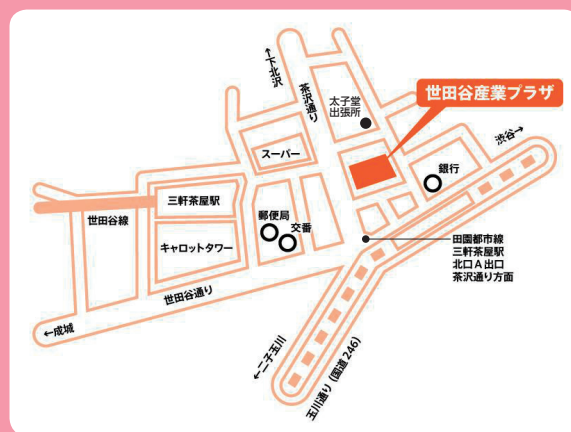 ←下北沢
茶沢通り
太子堂
出張所
世田谷産業プラザ
渋谷→
スーパー
銀行
三軒茶屋駅
世田谷線
郵便局
交番
キャロットタワー
田園都市線
三軒茶屋駅
北口A出口
茶沢通り方面
世田谷通り
←成城
←二子玉川
玉川通り(国道246)